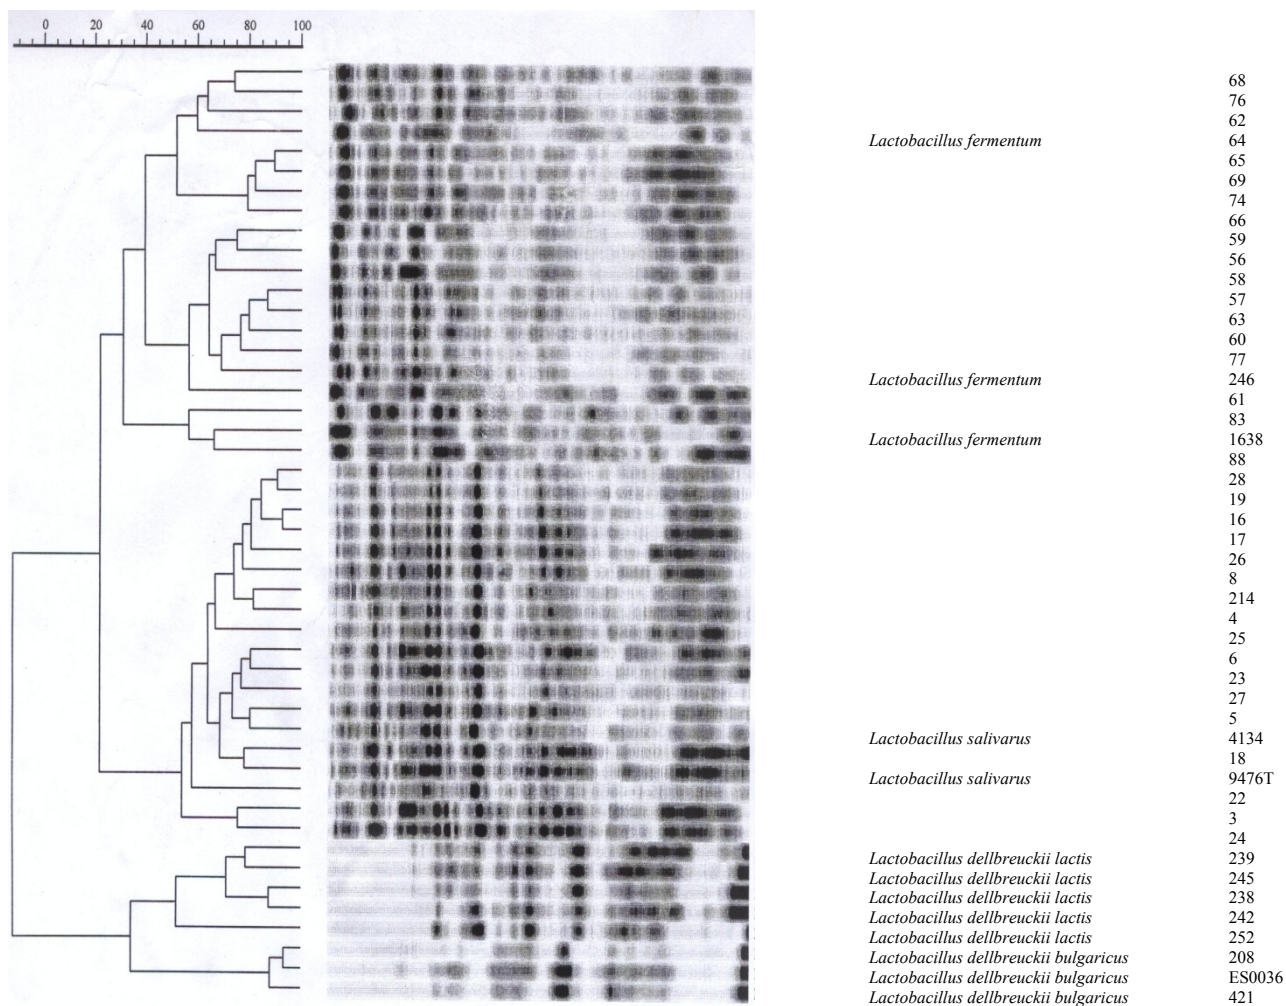 0 20 40 60 80 100
68
76
62
Lactobacillus fermentum 64
65
69
74
66
59
56
58
57
63
60
77
Lactobacillus fermentum 246
61
83
Lactobacillus fermentum 1638
88
28
19
16
17
26
8
214
4
25
6
23
27
5
Lactobacillus salivarus 4134
18
Lactobacillus salivarus 9476T
22
3
24
Lactobacillus dellbreuckii lactis 239
Lactobacillus dellbreuckii lactis 245
Lactobacillus dellbreuckii lactis 238
Lactobacillus dellbreuckii lactis 242
Lactobacillus dellbreuckii lactis 252
Lactobacillus dellbreuckii bulgaricus 208
Lactobacillus dellbreuckii bulgaricus ES0036
Lactobacillus dellbreuckii bulgaricus 421